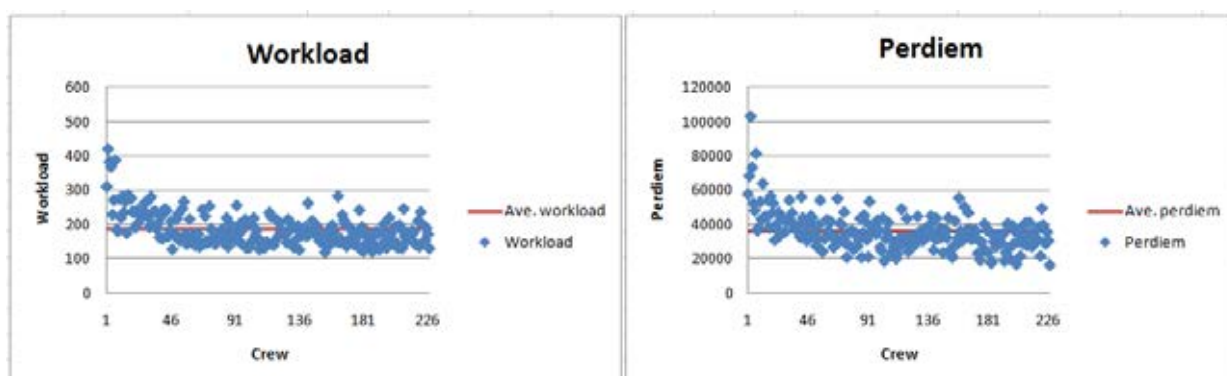 Workload
600
500
400
300
200
100
0
Workload
1 46 91 136 181 226
Crew
Ave. workload
Workload
Perdiem
120000
100000
80000
60000
40000
20000
0
Perdiem
1 46 91 136 181 226
Crew
Ave. perdiem
Perdiem